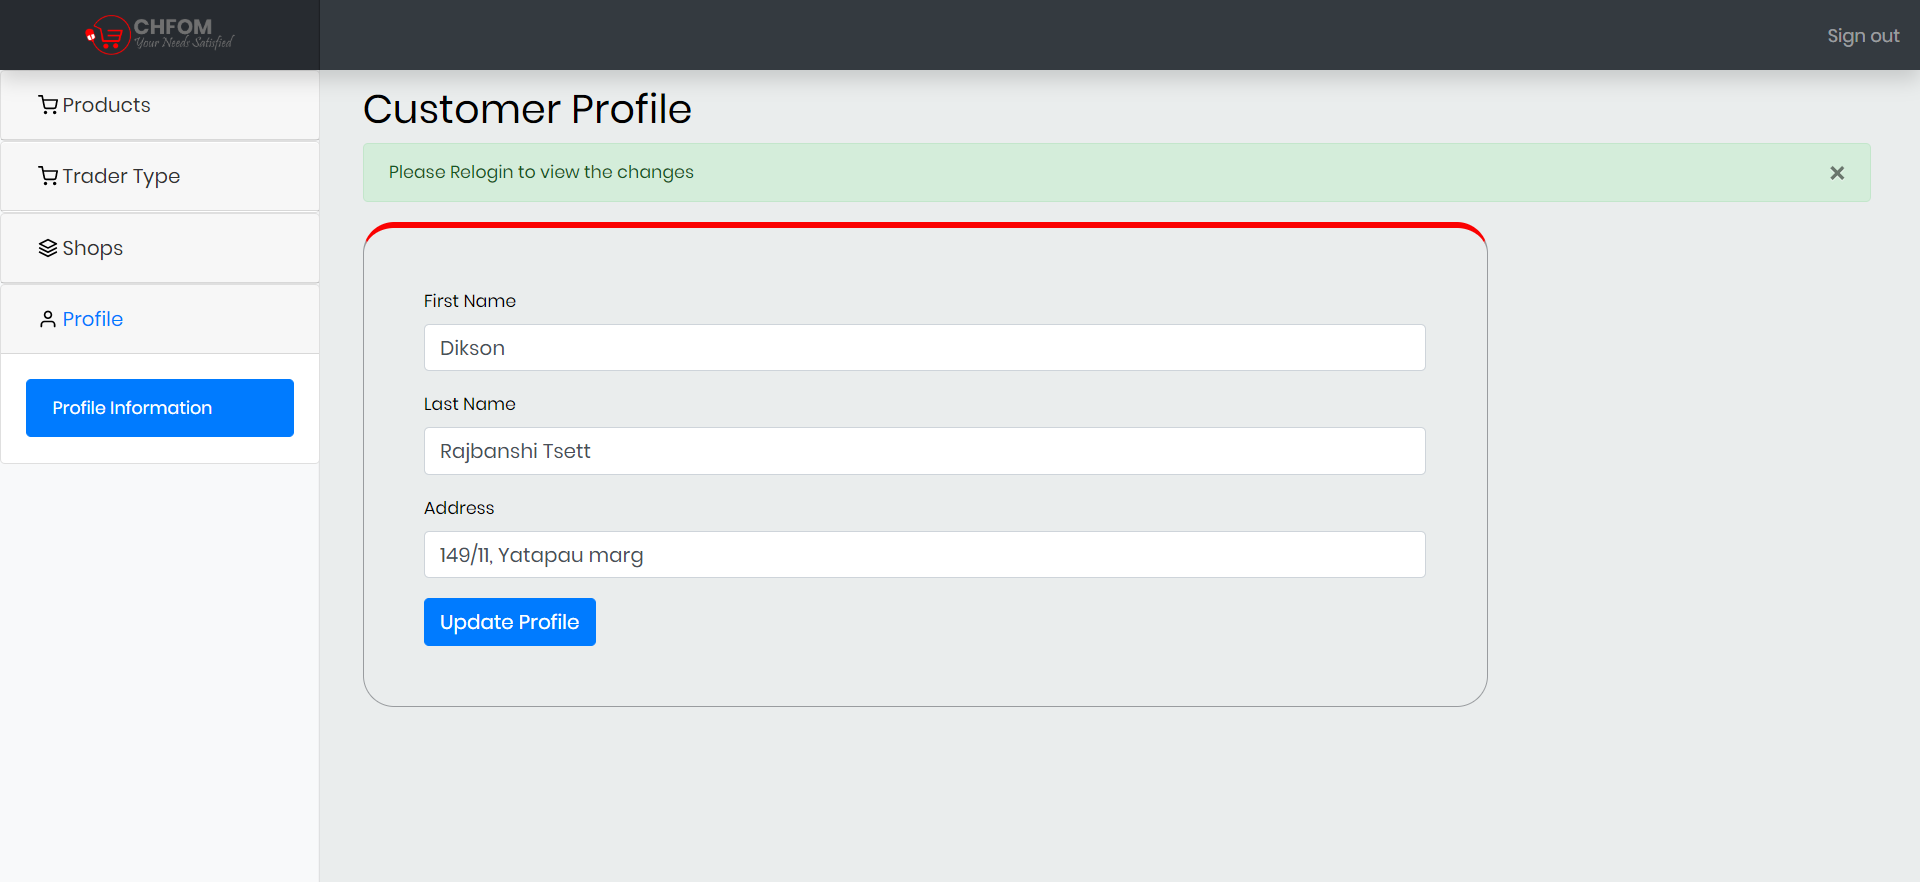 CHFOM
Your Needs Satisfied
Sign out
Products
Trader Type
Shops
Profile
Profile Information
Customer Profile
Please Relogin to view the changes
×
First Name
Dikson
Last Name
Rajbanshi Tsett
Address
149/11, Yatapau marg
Update Profile